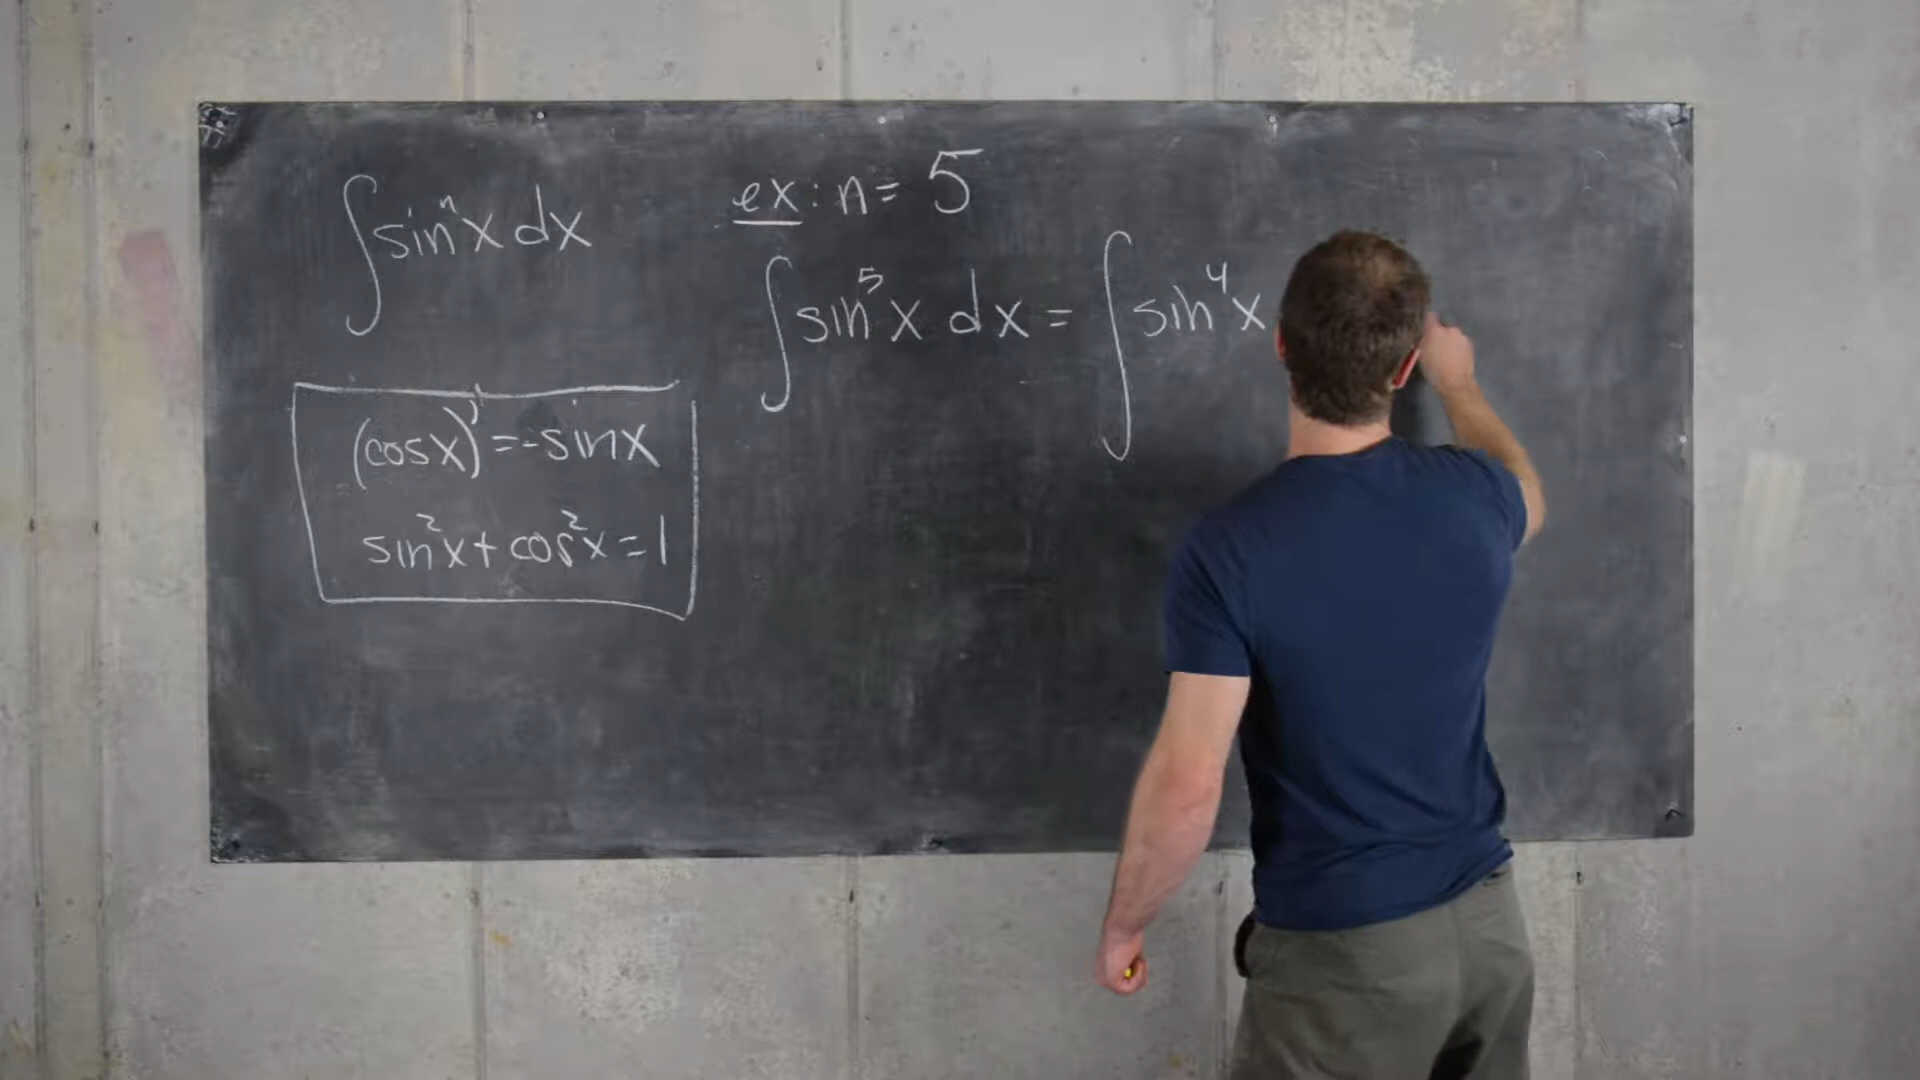 ∫sinⁿx dx
ex: n= 5
∫sin⁵x dx = ∫sin⁴x
(cosx)' = -sinx
sin²x + cos²x = 1